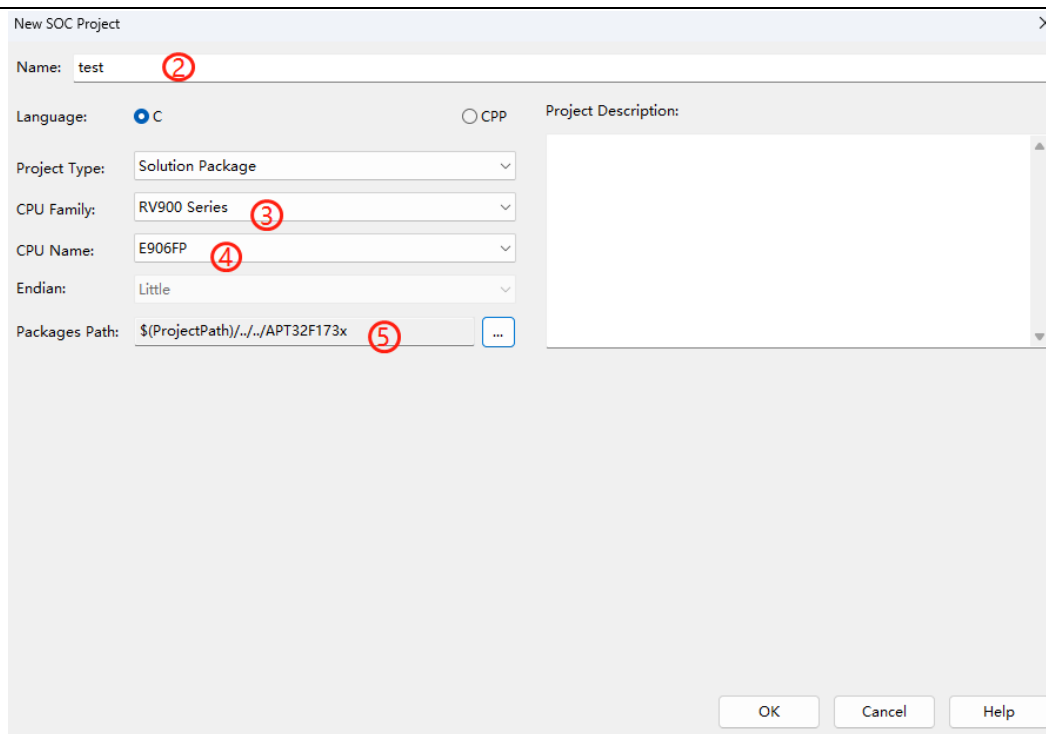 New SOC Project
Name: test ②
Language: C CPP Project Description:
Project Type: Solution Package
CPU Family: RV900 Series ③
CPU Name: E906FP ④
Endian: Little
Packages Path: $(ProjectPath)/../../APT32F173x ⑤ ...
OK Cancel Help